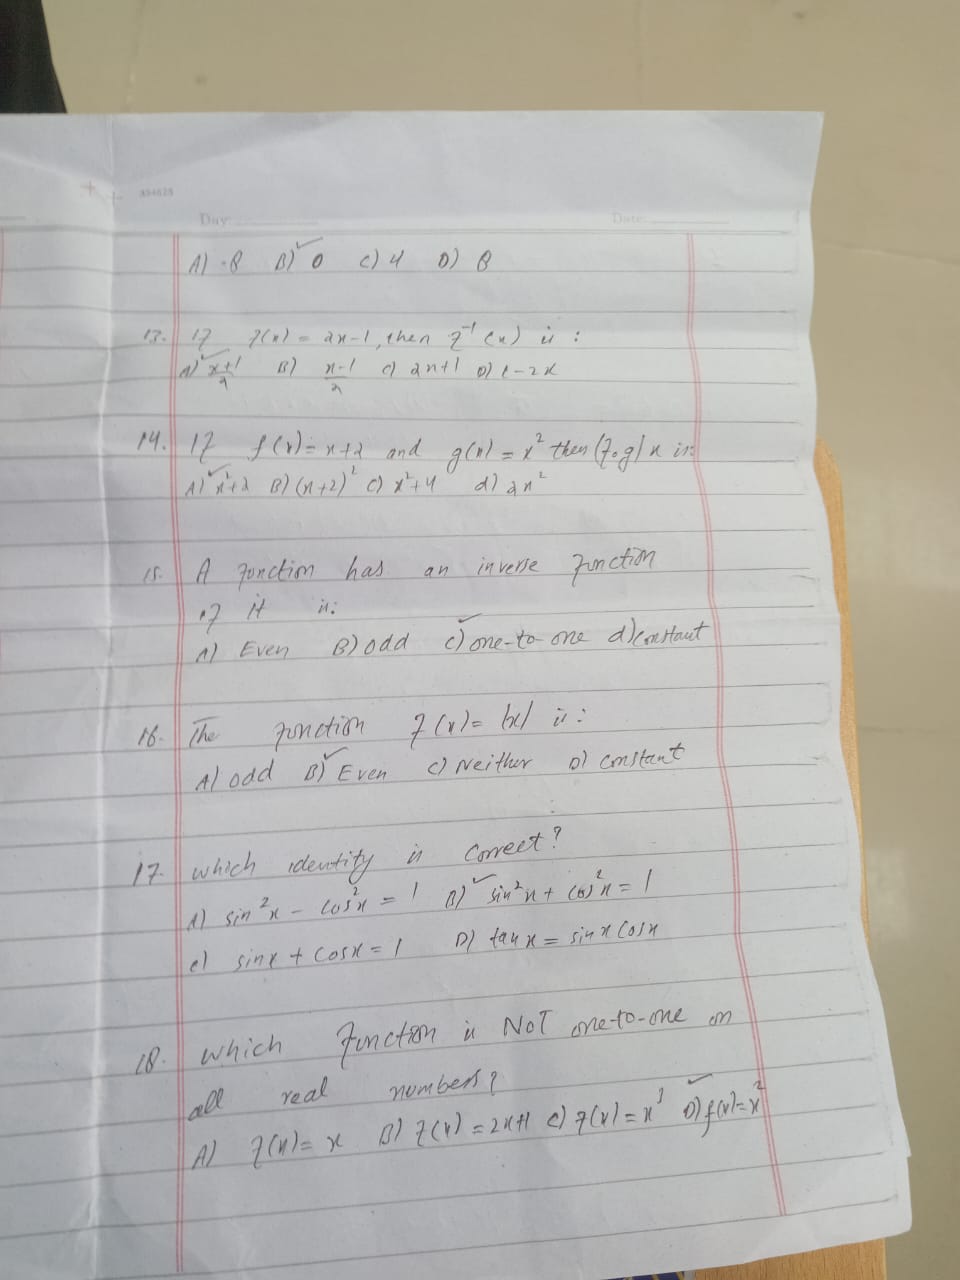 394628
Day:
Date:
A) -8 B) 0 c) 4 D) 8
13. If f(x) = 2x-1, then f⁻¹(x) is :
A) x+1/2 B) x-1/2 c) 2x+1 D) 1-2x
14. If f(x) = x+2 and g(x) = x² then (f∘g)x is:
A) x²+2 B) (x+2)² c) x²+4 d) 2x²
15. A function has an inverse function
if it is:
A) Even B) odd c) one-to-one d) constant
16. The function f(x) = |x| is :
A) odd B) Even c) Neither D) constant
17. which identity is correct?
A) sin²x - cos²x = 1 B) sin²x + cos²x = 1
c) sinx + cosx = 1 D) tanx = sinx cosx
18. which function is NOT one-to-one on
all real numbers?
A) f(x) = x B) f(x) = 2x+1 c) f(x) = x³ D) f(x) = x²